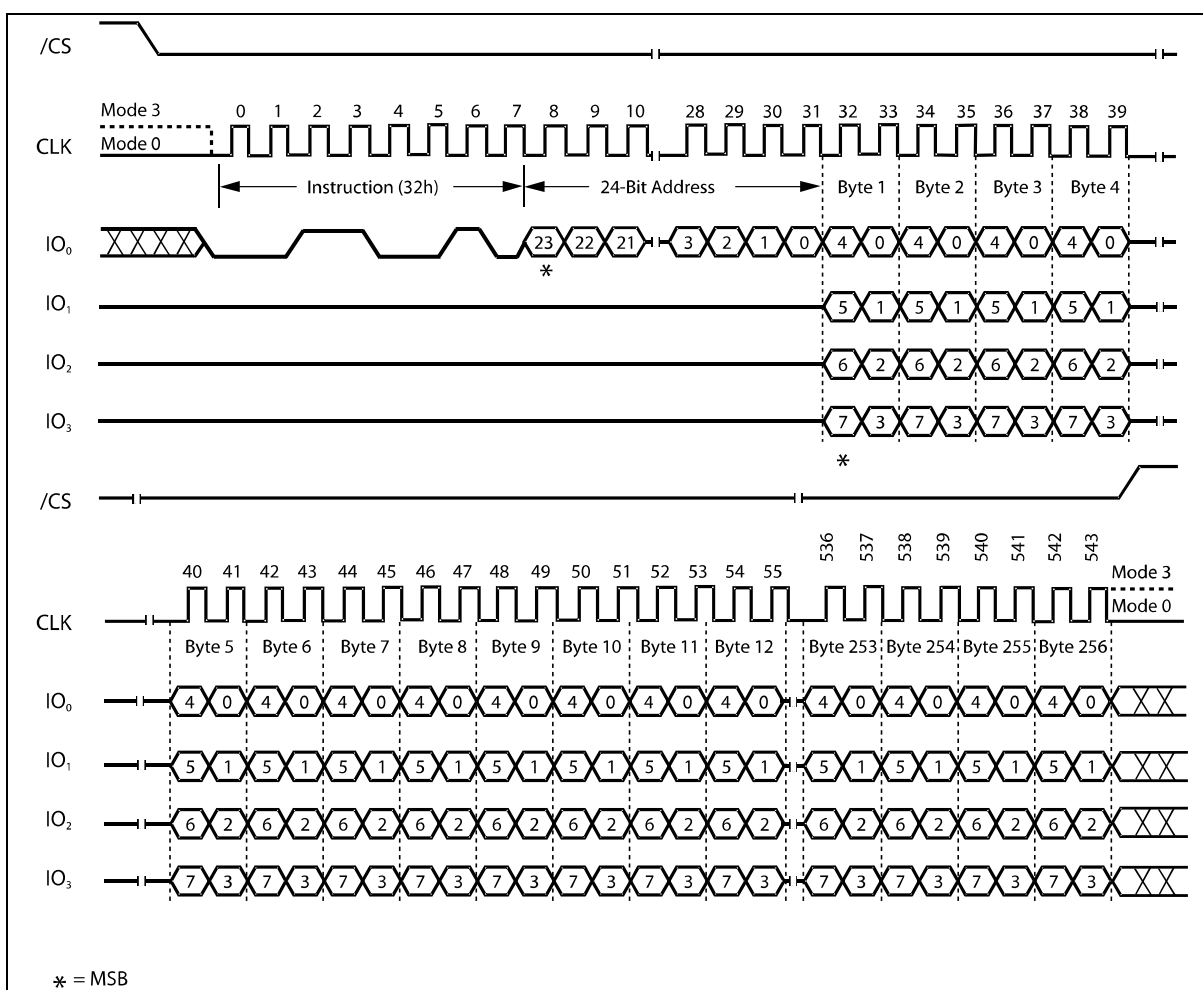 /CS
Mode 3
0 1 2 3 4 5 6 7 8 9 10 28 29 30 31 32 33 34 35 36 37 38 39
CLK
Mode 0
Instruction (32h) 24-Bit Address Byte 1 Byte 2 Byte 3 Byte 4
IO₀ 23 22 21 3 2 1 0 4 0 4 0 4 0 4 0
*
IO₁ 5 1 5 1 5 1 5 1
IO₂ 6 2 6 2 6 2 6 2
IO₃ 7 3 7 3 7 3 7 3
*
/CS
40 41 42 43 44 45 46 47 48 49 50 51 52 53 54 55 536 537 538 539 540 541 542 543
Mode 3
CLK
Mode 0
Byte 5 Byte 6 Byte 7 Byte 8 Byte 9 Byte 10 Byte 11 Byte 12 Byte 253 Byte 254 Byte 255 Byte 256
IO₀ 4 0 4 0 4 0 4 0 4 0 4 0 4 0 4 0 4 0 4 0 4 0 4 0
IO₁ 5 1 5 1 5 1 5 1 5 1 5 1 5 1 5 1 5 1 5 1 5 1 5 1
IO₂ 6 2 6 2 6 2 6 2 6 2 6 2 6 2 6 2 6 2 6 2 6 2 6 2
IO₃ 7 3 7 3 7 3 7 3 7 3 7 3 7 3 7 3 7 3 7 3 7 3 7 3
* = MSB